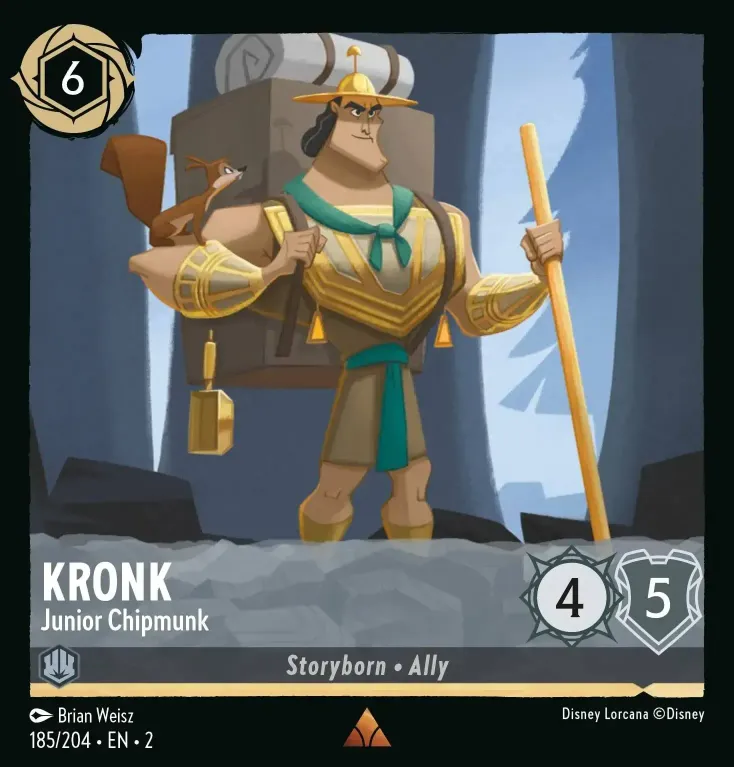 6
KRONK
Junior Chipmunk
4
5
Storyborn • Ally
Brian Weisz
Disney Lorcana ©Disney
185/204 • EN • 2